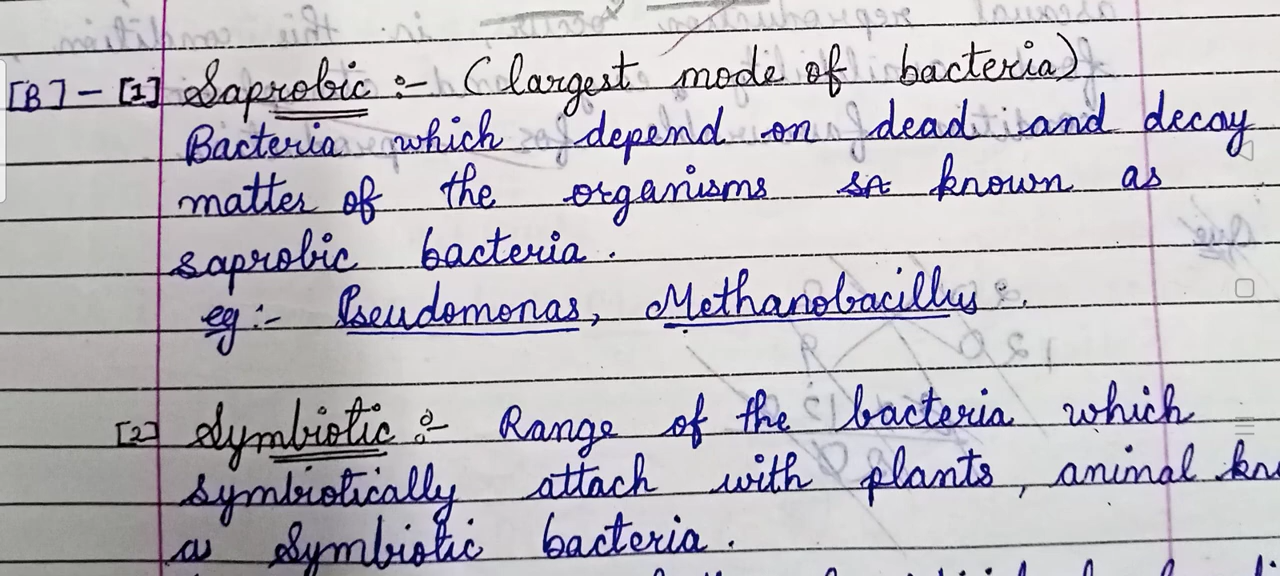 [B] - [1] Saprobic :- (largest mode of bacteria)
Bacteria which depend on dead and decay
matter of the organisms known as
saprobic bacteria.
eg :- Pseudomonas, Methanobacillus.
[2] Symbiotic :- Range of the bacteria which
symbiotically attach with plants, animal kn
as Symbiotic bacteria.